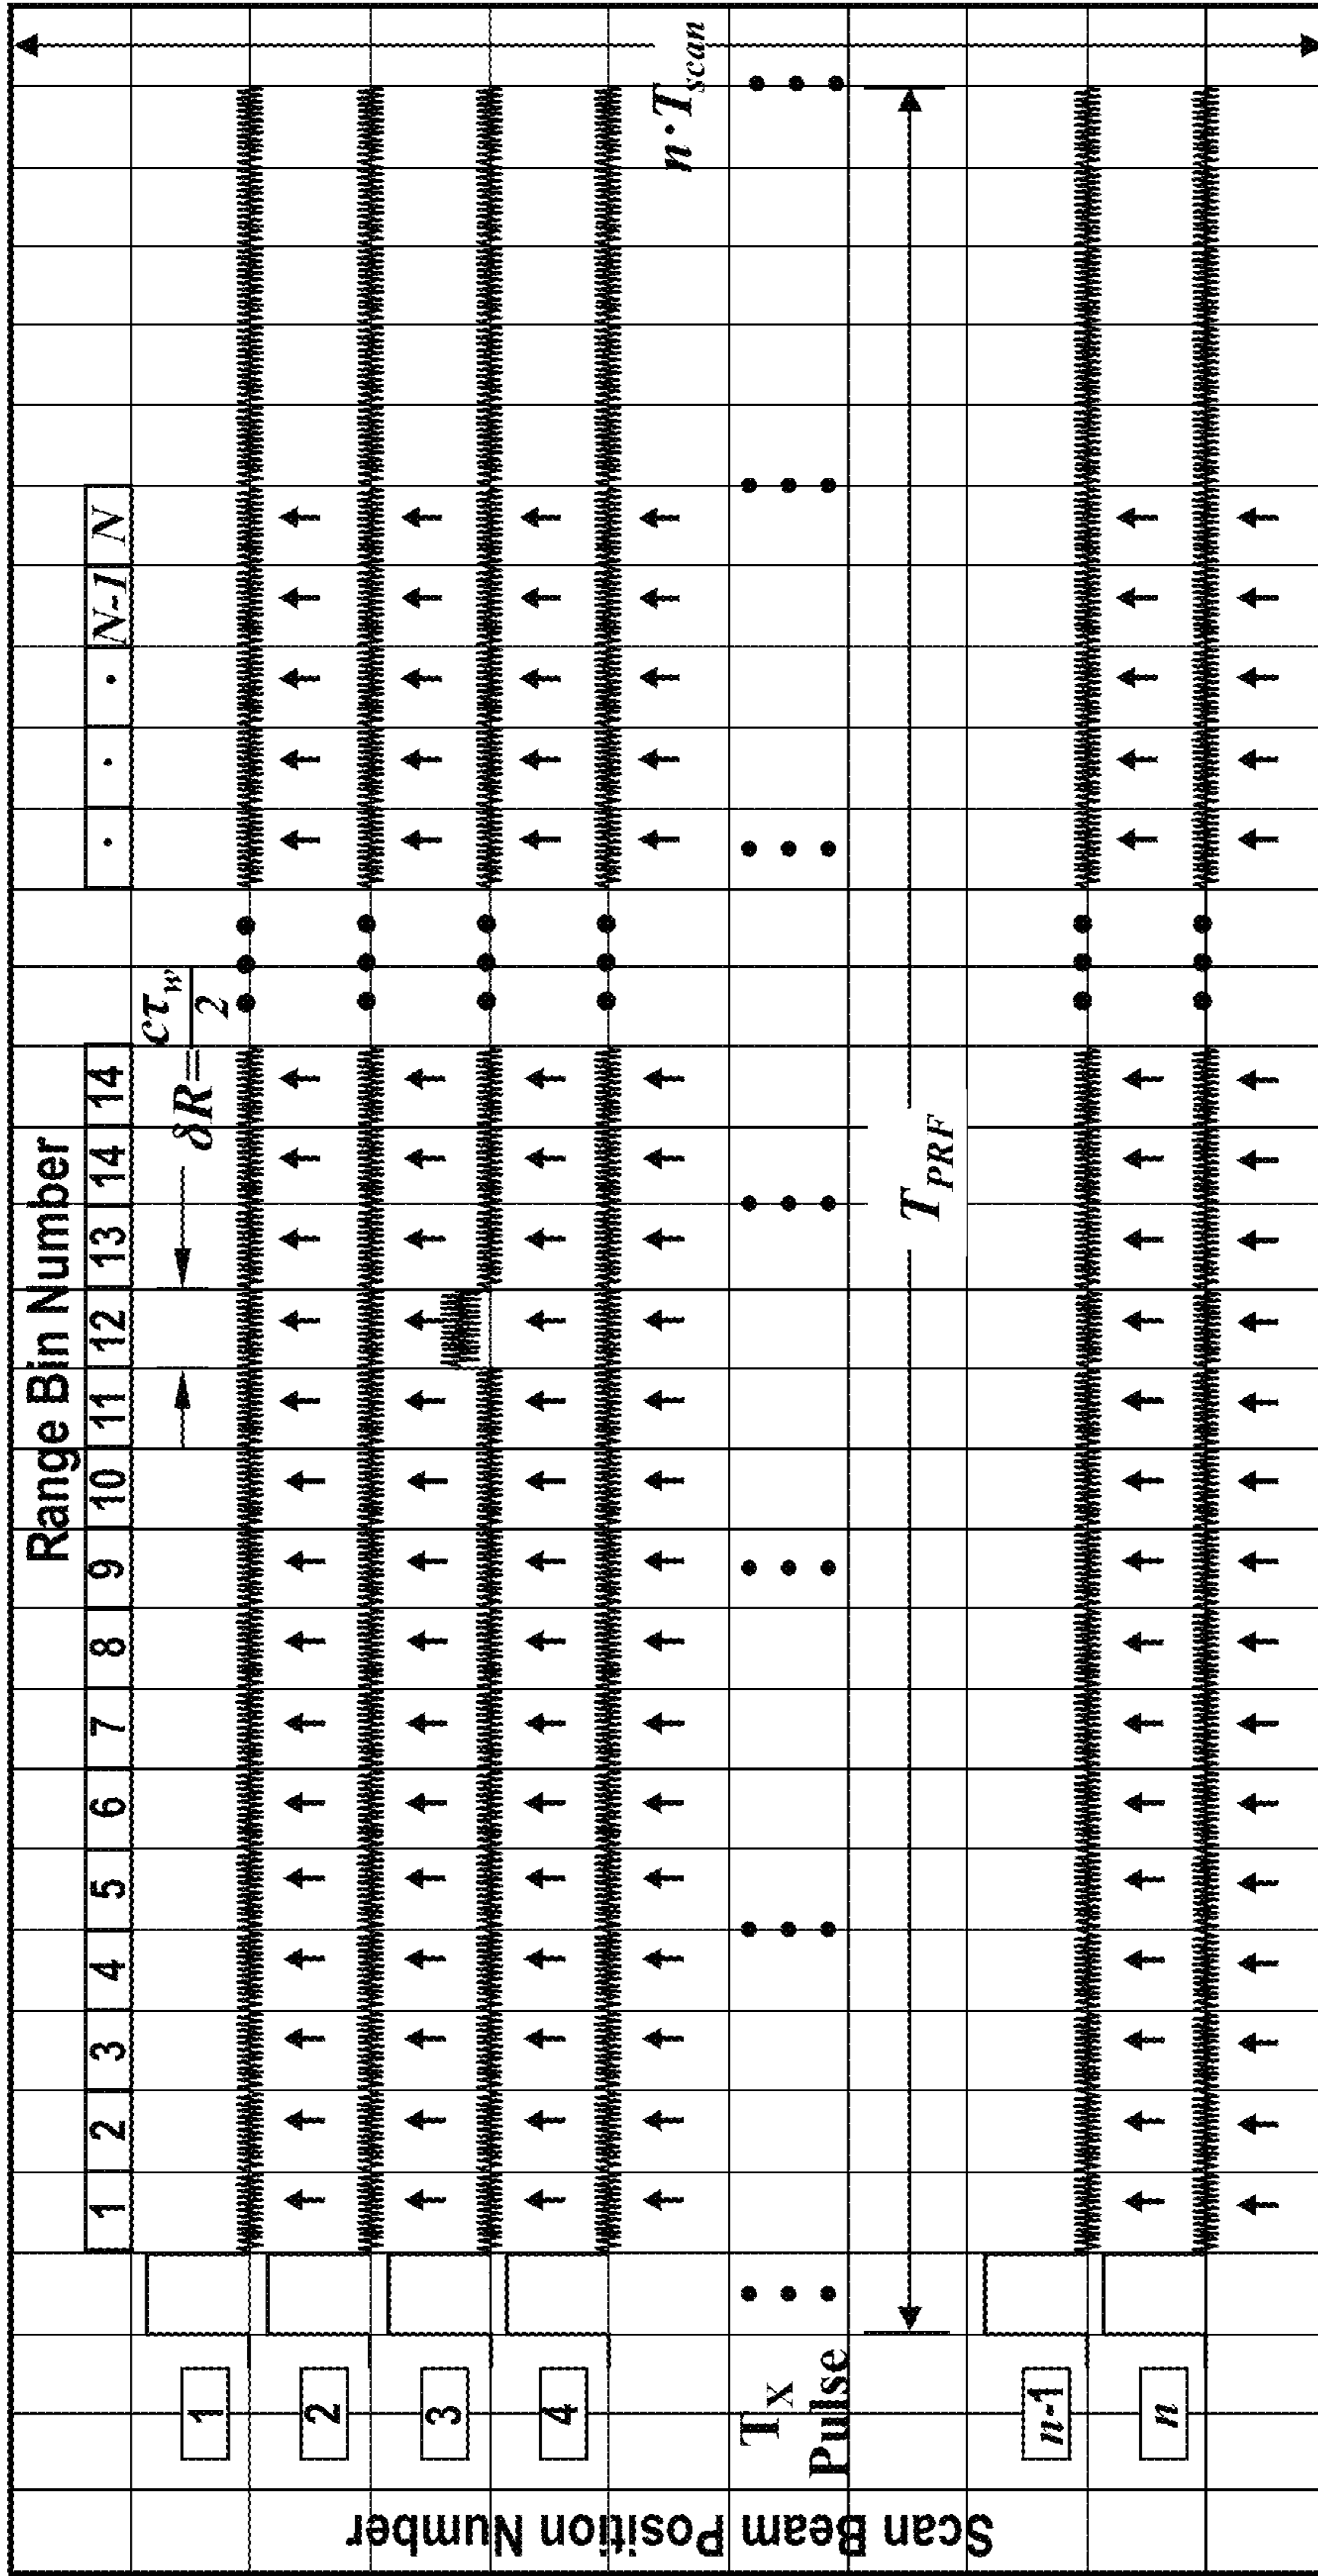 Range Bin Number
1 2 3 4 5 6 7 8 9 10 11 12 13 14 14 · · · N-1 N
δR=cτw/2
1
2
3
4
n·Tscan
TX
Pulse
TPRF
n-1
n
Scan Beam Position Number